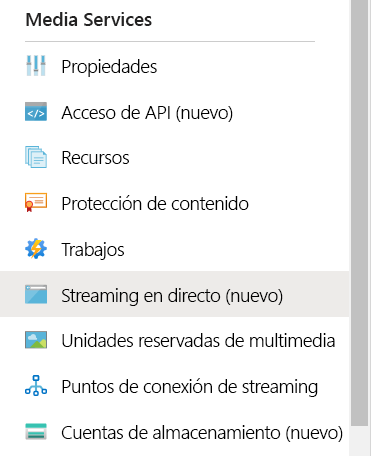 Media Services
Propiedades
Acceso de API (nuevo)
Recursos
Protección de contenido
Trabajos
Streaming en directo (nuevo)
Unidades reservadas de multimedia
Puntos de conexión de streaming
Cuentas de almacenamiento (nuevo)